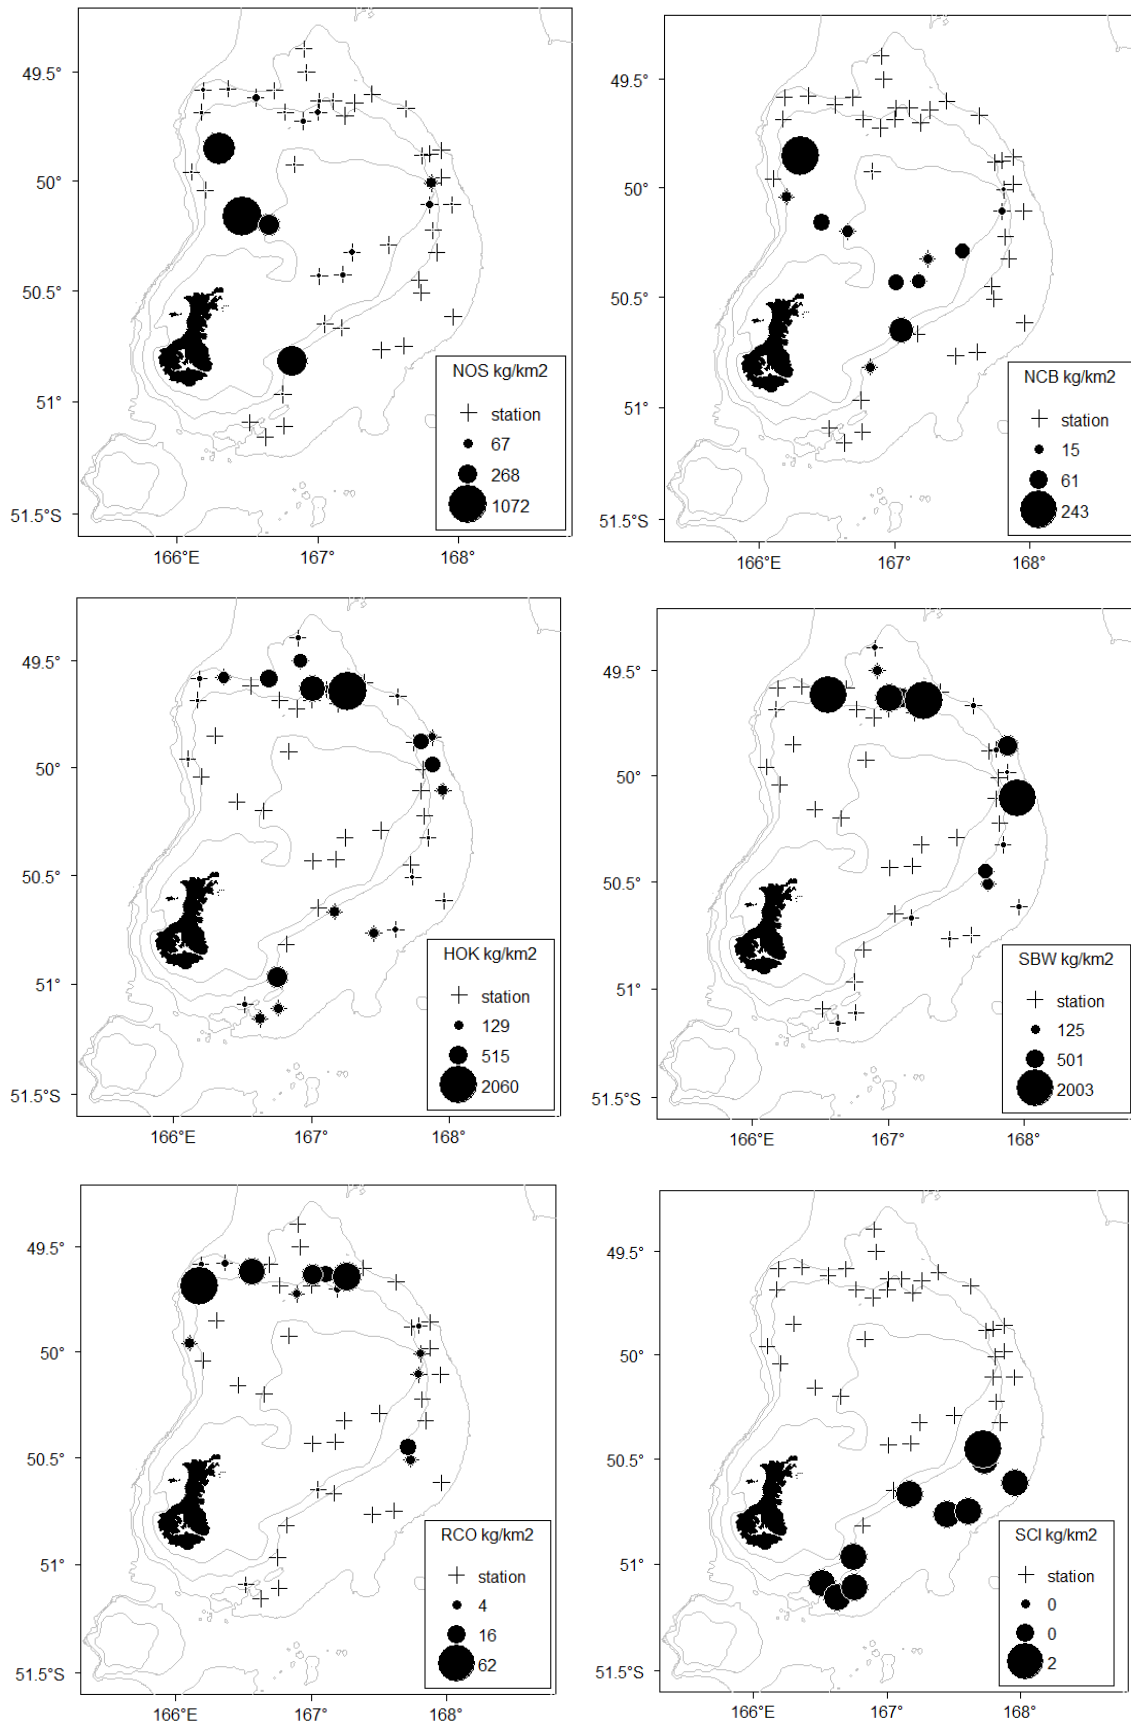 49.5°
50°
50.5°
51°
51.5°S
166°E
167°
168°
NOS kg/km2
station
67
268
1072
49.5°
50°
50.5°
51°
51.5°S
166°E
167°
168°
NCB kg/km2
station
15
61
243
49.5°
50°
50.5°
51°
51.5°S
166°E
167°
168°
HOK kg/km2
station
129
515
2060
49.5°
50°
50.5°
51°
51.5°S
166°E
167°
168°
SBW kg/km2
station
125
501
2003
49.5°
50°
50.5°
51°
51.5°S
166°E
167°
168°
RCO kg/km2
station
4
16
62
49.5°
50°
50.5°
51°
51.5°S
166°E
167°
168°
SCI kg/km2
station
0
0
2